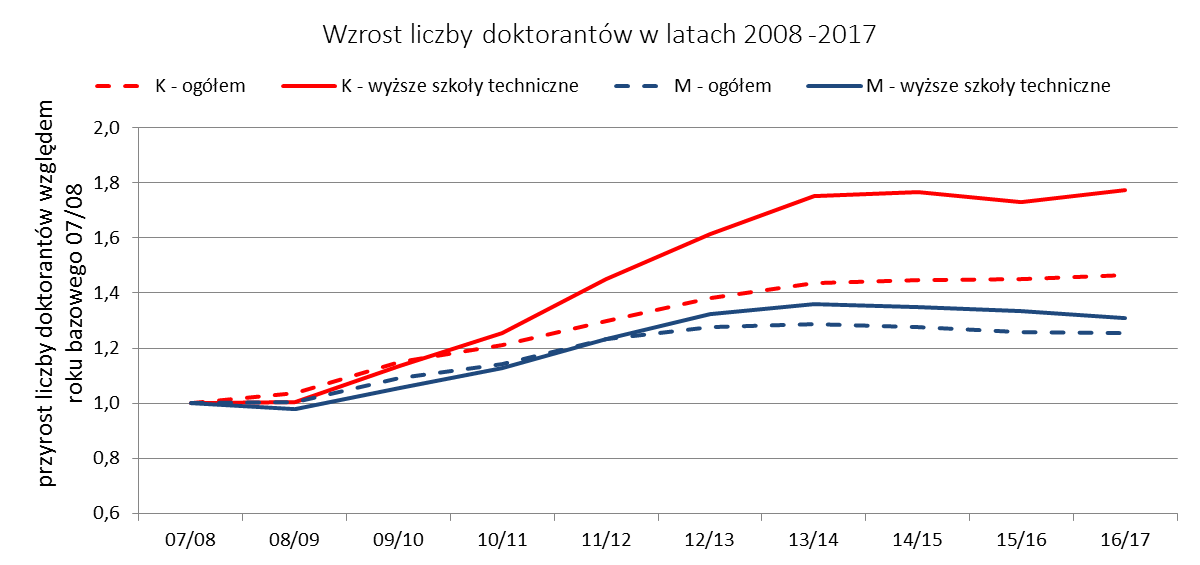 Wzrost liczby doktorantów w latach 2008 -2017
K - ogółem K - wyższe szkoły techniczne M - ogółem M - wyższe szkoły techniczne
przyrost liczby doktorantów względem
roku bazowego 07/08
2,0
1,8
1,6
1,4
1,2
1,0
0,8
0,6
07/08 08/09 09/10 10/11 11/12 12/13 13/14 14/15 15/16 16/17